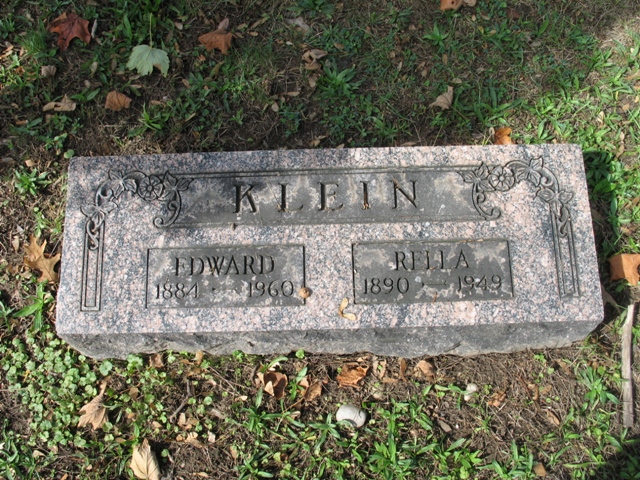 KLEIN
EDWARD
1884 — 1960
RELLA
1890 — 1949